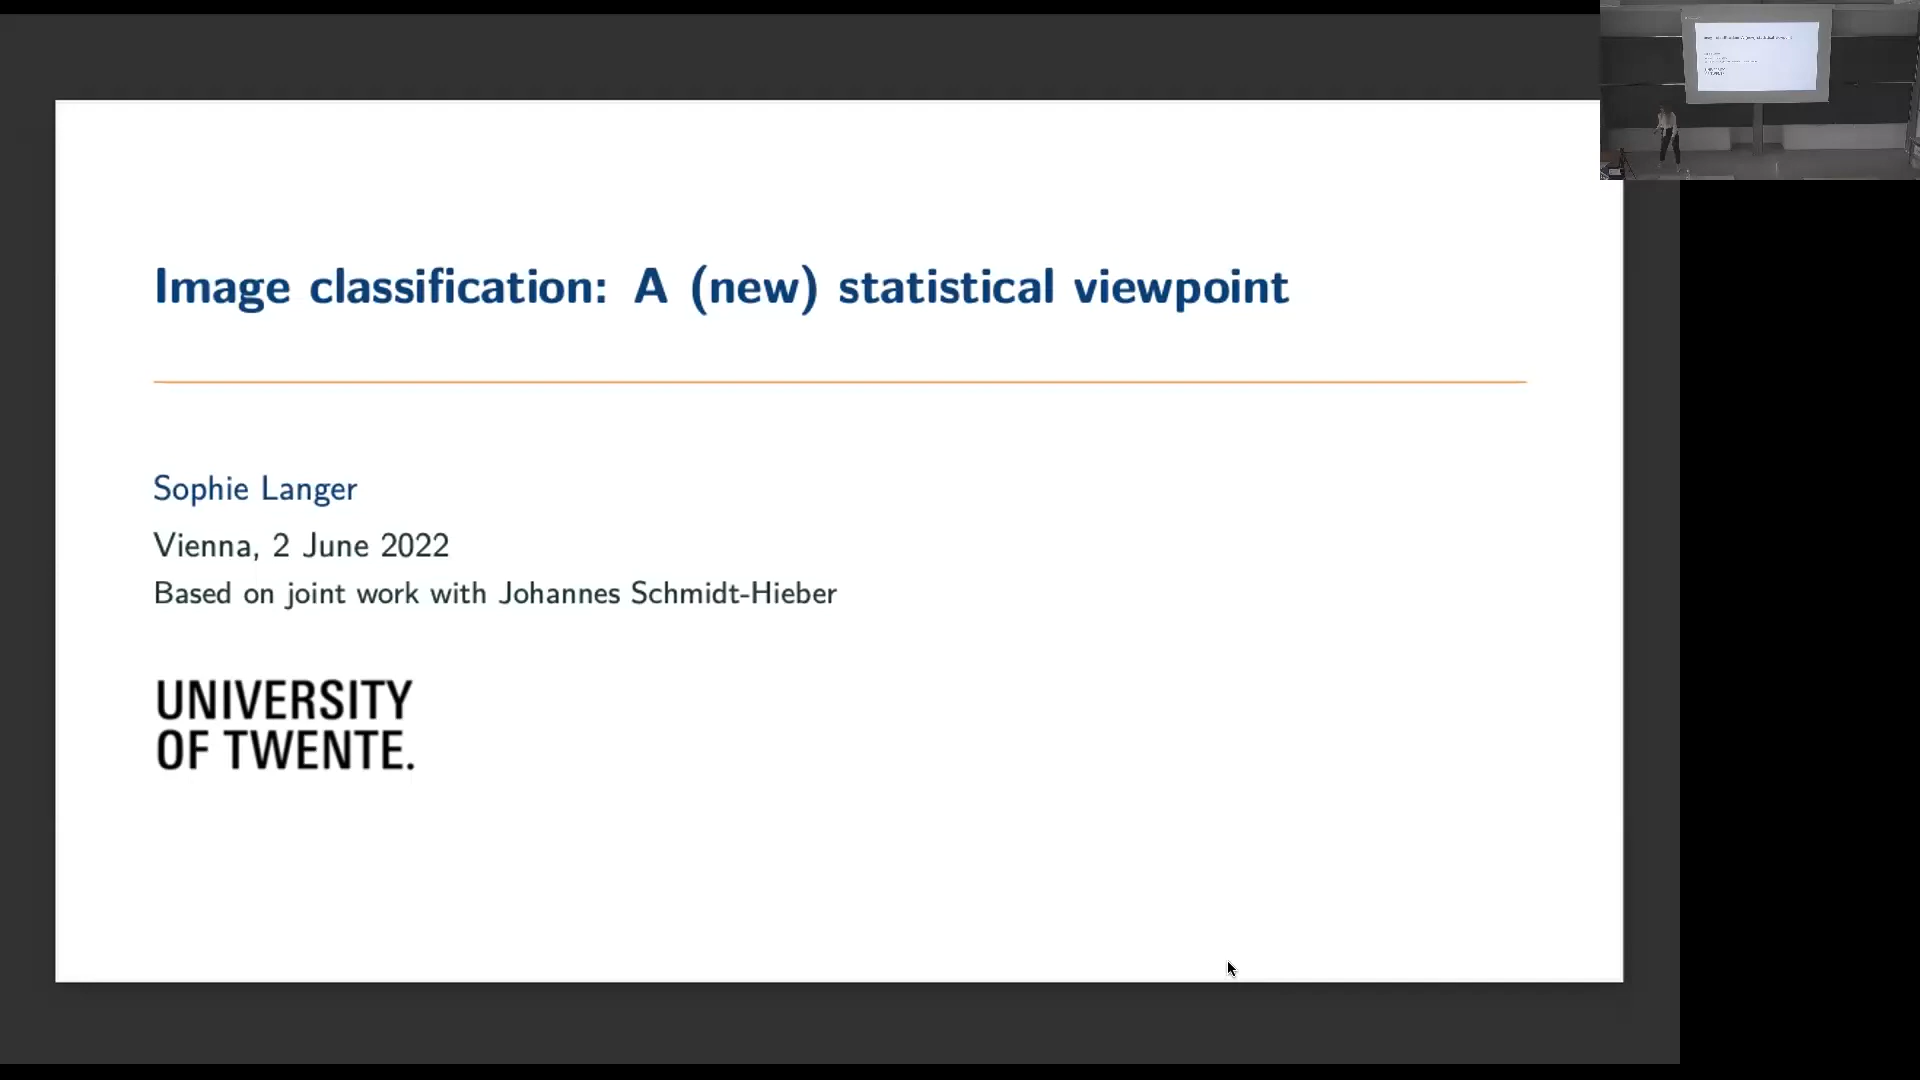 Image classification: A (new) statistical viewpoint
Sophie Langer
Vienna, 2 June 2022
Based on joint work with Johannes Schmidt-Hieber
UNIVERSITY
OF TWENTE.